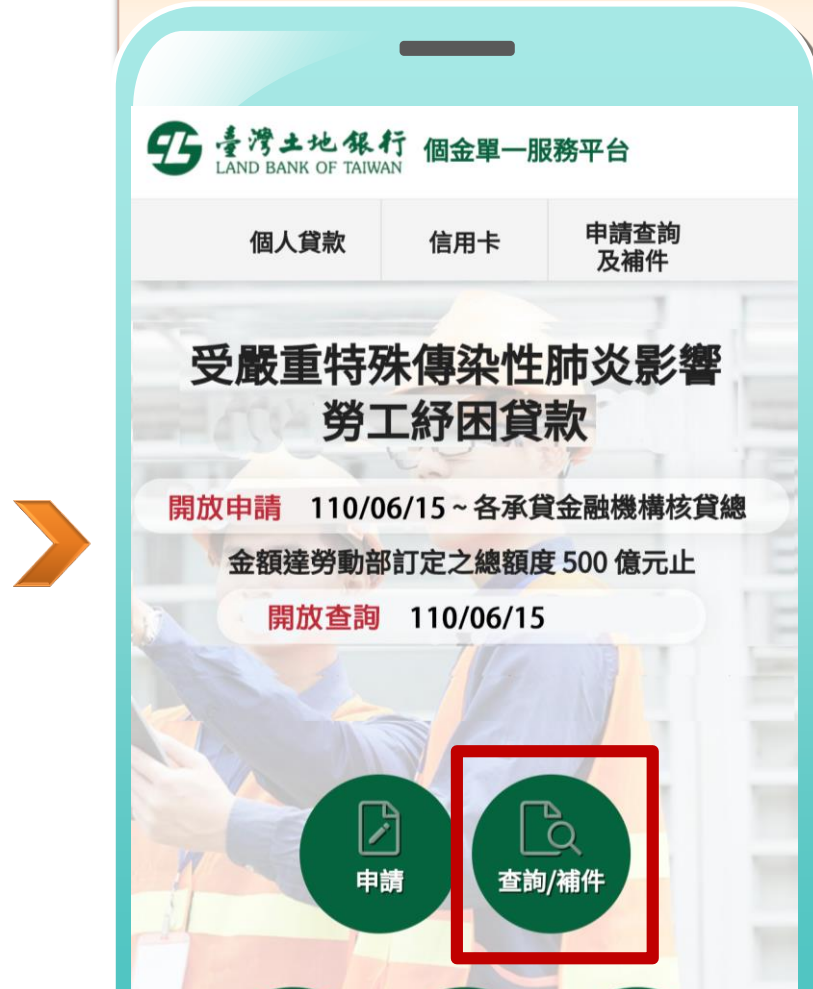 臺灣土地銀行 個金單一服務平台
LAND BANK OF TAIWAN
個人貸款 信用卡 申請查詢
及補件
受嚴重特殊傳染性肺炎影響
勞工紓困貸款
開放申請 110/06/15 ~ 各承貸金融機構核貸總
金額達勞動部訂定之總額度 500 億元止
開放查詢 110/06/15
申請 查詢/補件